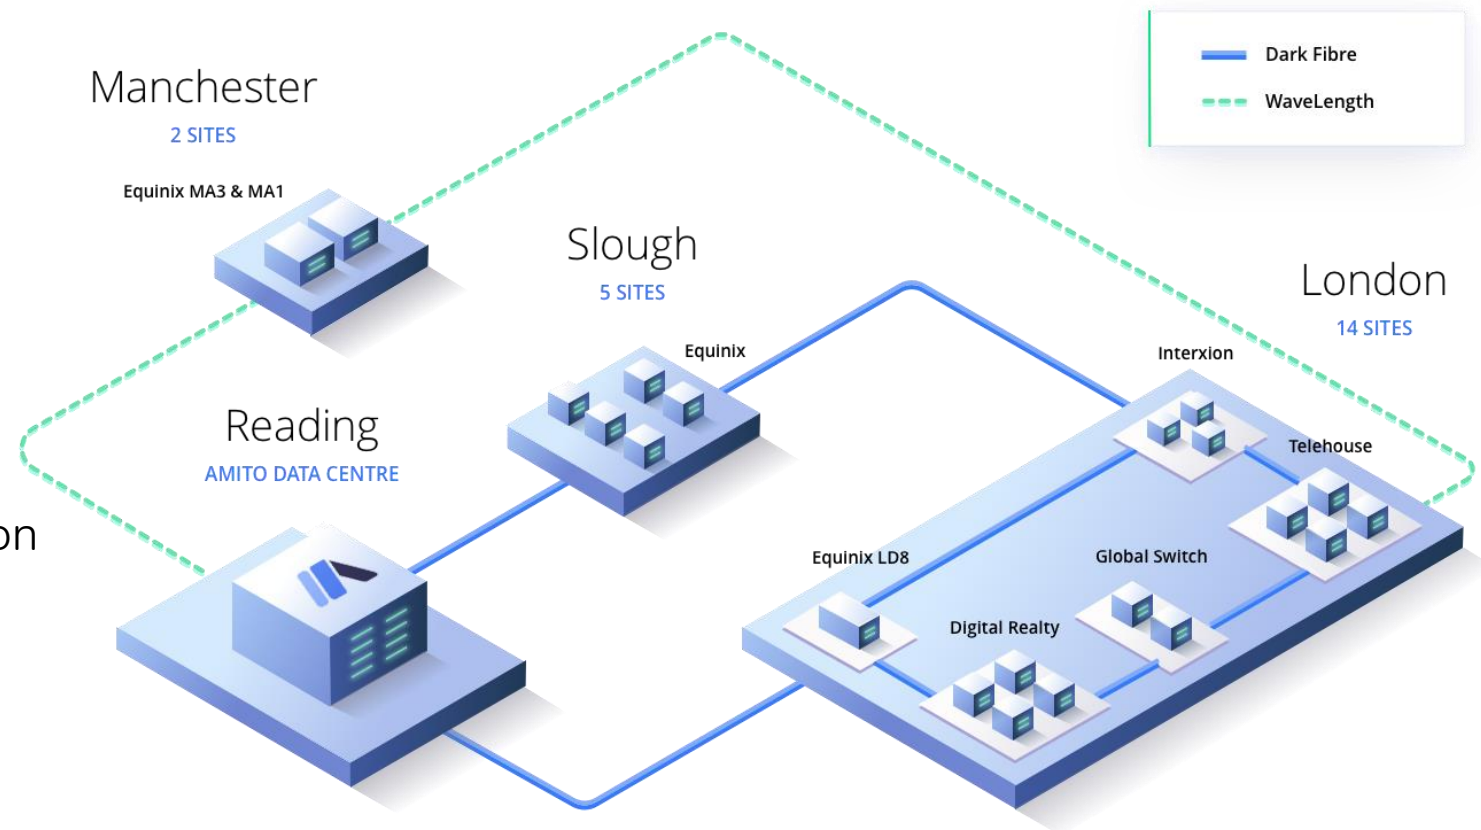 Dark Fibre
WaveLength
Manchester
2 SITES
Equinix MA3 & MA1
Slough
5 SITES
Equinix
London
14 SITES
Interxion
Telehouse
Reading
AMITO DATA CENTRE
on
Equinix LD8
Global Switch
Digital Realty